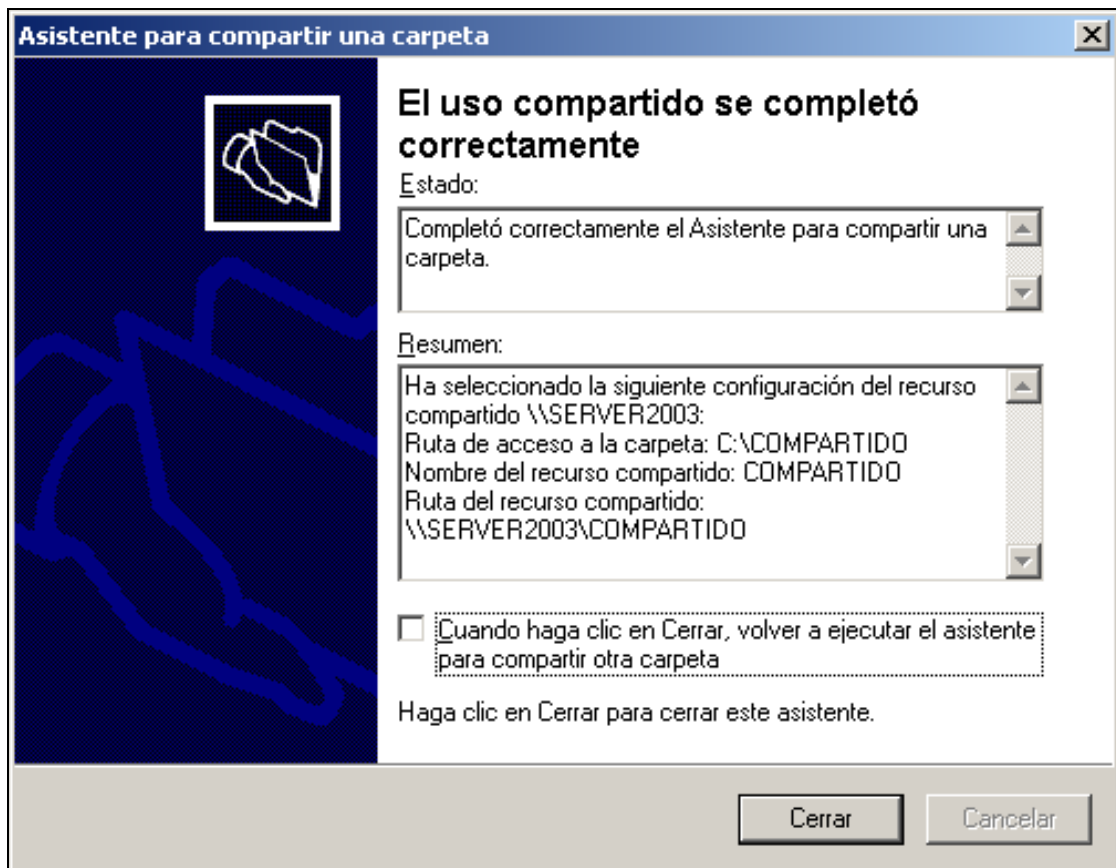 Asistente para compartir una carpeta
El uso compartido se completó
correctamente
Estado:
Completó correctamente el Asistente para compartir una
carpeta.
Resumen:
Ha seleccionado la siguiente configuración del recurso
compartido \\SERVER2003:
Ruta de acceso a la carpeta: C:\COMPARTIDO
Nombre del recurso compartido: COMPARTIDO
Ruta del recurso compartido:
\\SERVER2003\COMPARTIDO
Cuando haga clic en Cerrar, volver a ejecutar el asistente
para compartir otra carpeta
Haga clic en Cerrar para cerrar este asistente.
Cerrar
Cancelar